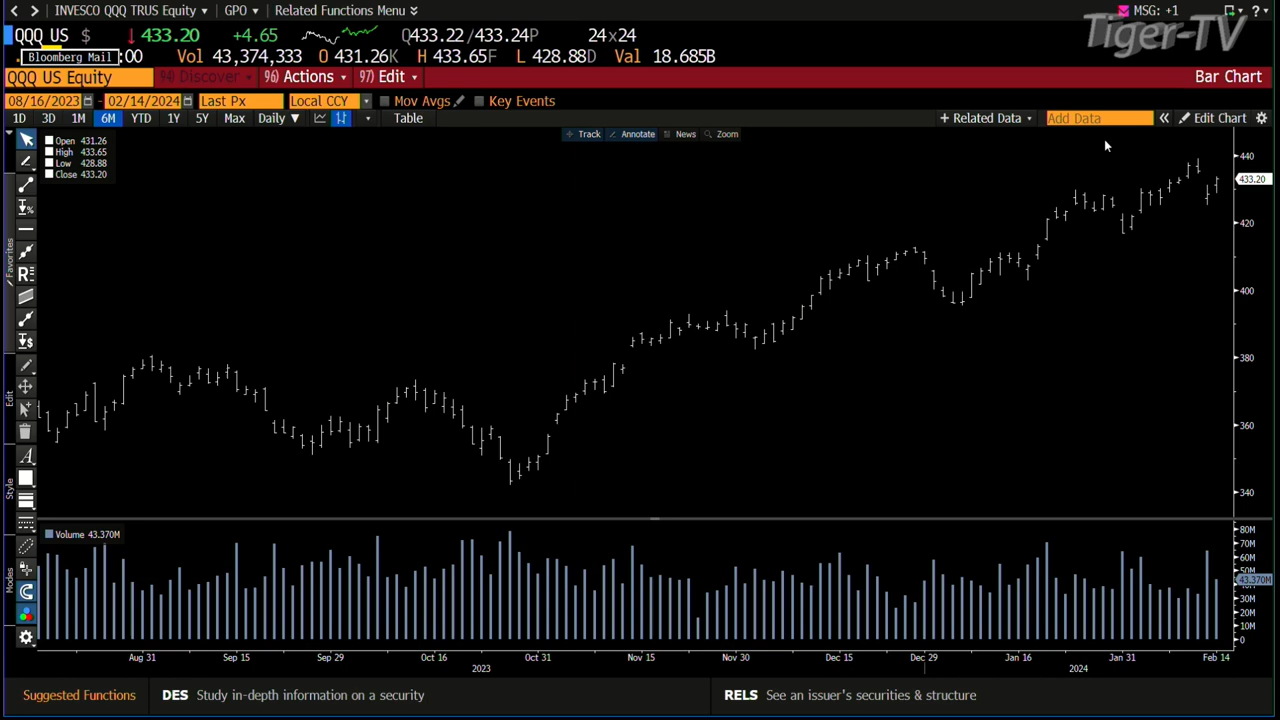 INVESCO QQQ TRUS Equity GPO Related Functions Menu MSG: +1
Tiger-TV
QQQ US $ 433.20 +4.65 Q433.22/433.24P 24x24
Bloomberg Mail :00 Vol 43,374,333 O 431.26K H 433.65F L 428.88D Val 18.685B
QQQ US Equity 94) Discover 96) Actions 97) Edit Bar Chart
08/16/2023 - 02/14/2024 Last Px Local CCY Mov Avgs Key Events
1D 3D 1M 6M YTD 1Y 5Y Max Daily Table + Related Data Add Data Edit Chart
Track Annotate News Zoom
Open 431.26
High 433.65
Low 428.88
Close 433.20
440
433.20
420
400
380
360
340
Favorites
Edit
Style
Modes
Volume 43.370M
80M
70M
60M
50M
43.370M
30M
20M
10M
0
Aug 31 Sep 15 Sep 29 Oct 16 Oct 31 Nov 15 Nov 30 Dec 15 Dec 29 Jan 16 Jan 31 Feb 14
2023 2024
Suggested Functions DES Study in-depth information on a security RELS See an issuer's securities & structure